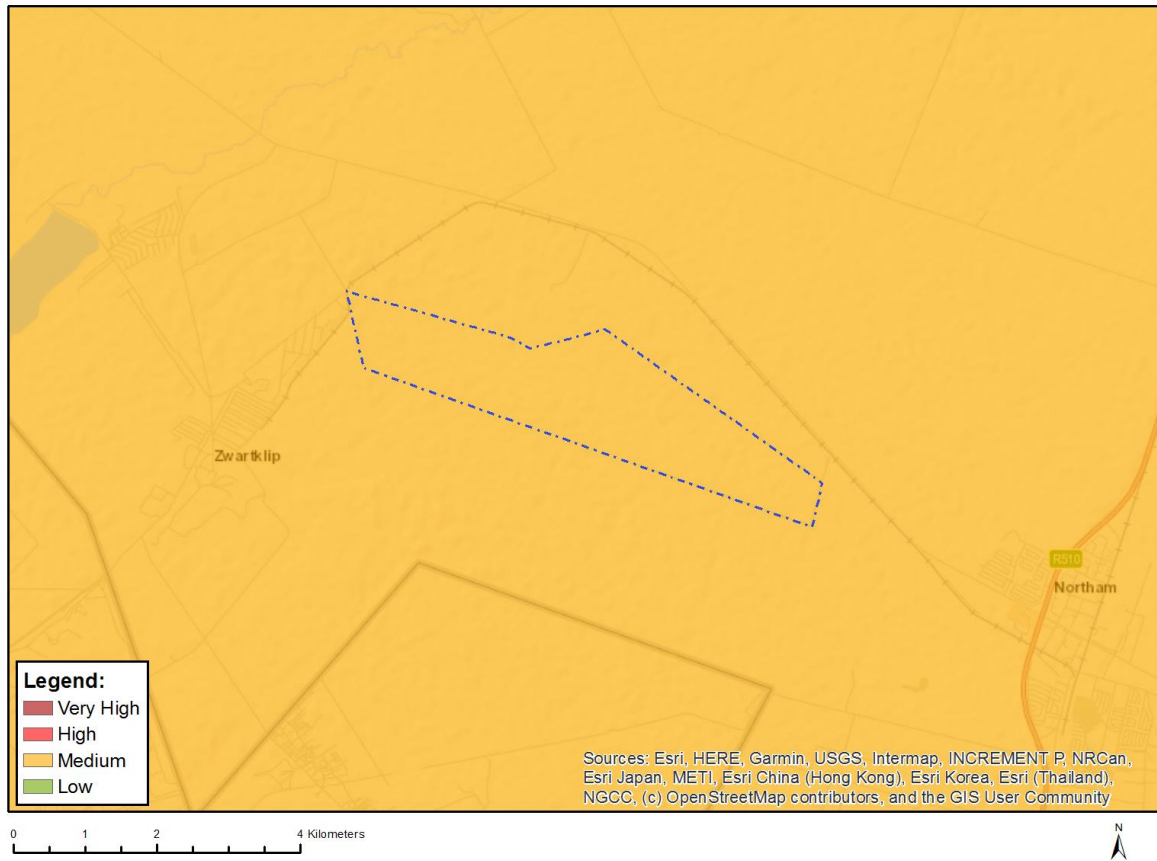 Zwartklip
R510
Northam
Legend:
Very High
High
Medium
Low
Sources: Esri, HERE, Garmin, USGS, Intermap, INCREMENT P, NRCan,
Esri Japan, METI, Esri China (Hong Kong), Esri Korea, Esri (Thailand),
NGCC, (c) OpenStreetMap contributors, and the GIS User Community
0 1 2 4 Kilometers
N